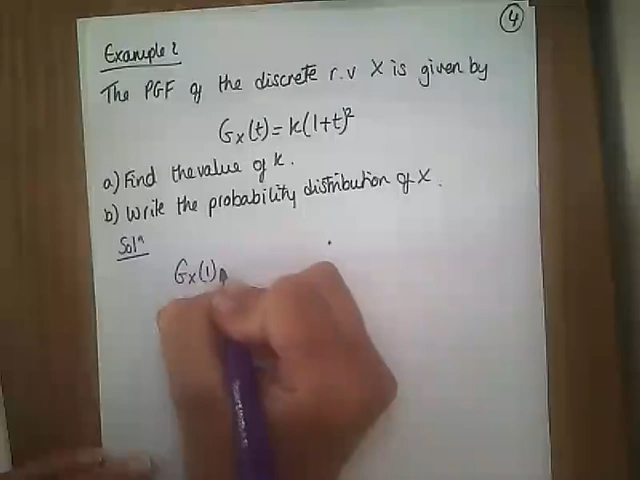 4
Example 2
The PGF of the discrete r.v X is given by
Gx(t) = k(1+t)²
a) Find the value of k.
b) Write the probability distribution of X.
Solⁿ
Gx(1)